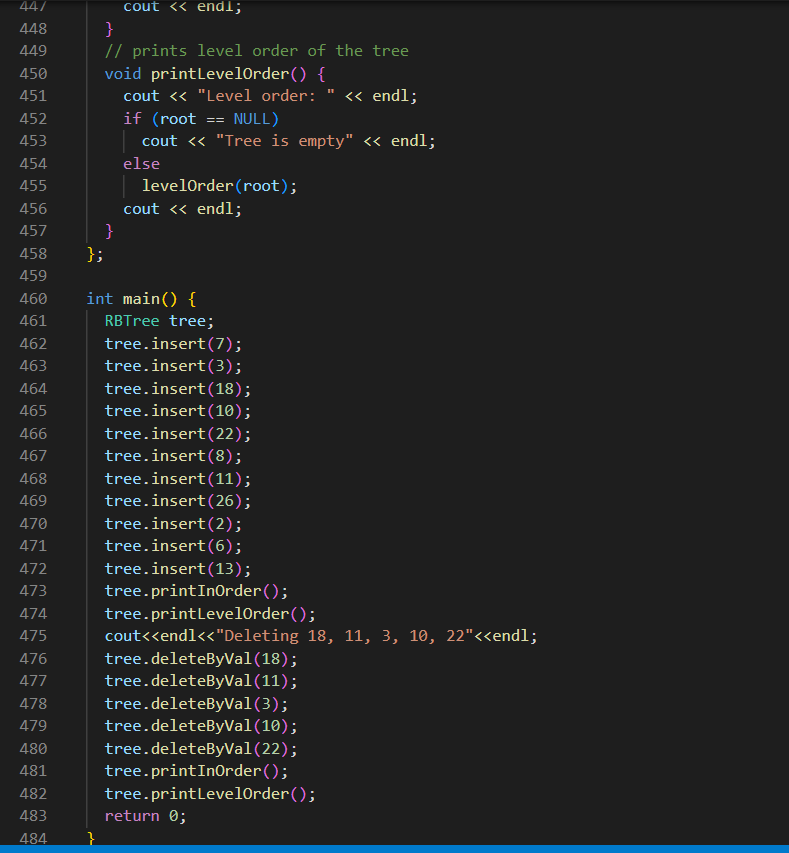 447 cout << endl;
448 }
449 // prints level order of the tree
450 void printLevelOrder() {
451 cout << "Level order: " << endl;
452 if (root == NULL)
453 cout << "Tree is empty" << endl;
454 else
455 levelOrder(root);
456 cout << endl;
457 }
458 };
459
460 int main() {
461 RBTree tree;
462 tree.insert(7);
463 tree.insert(3);
464 tree.insert(18);
465 tree.insert(10);
466 tree.insert(22);
467 tree.insert(8);
468 tree.insert(11);
469 tree.insert(26);
470 tree.insert(2);
471 tree.insert(6);
472 tree.insert(13);
473 tree.printInOrder();
474 tree.printLevelOrder();
475 cout<<endl<<"Deleting 18, 11, 3, 10, 22"<<endl;
476 tree.deleteByVal(18);
477 tree.deleteByVal(11);
478 tree.deleteByVal(3);
479 tree.deleteByVal(10);
480 tree.deleteByVal(22);
481 tree.printInOrder();
482 tree.printLevelOrder();
483 return 0;
484 }